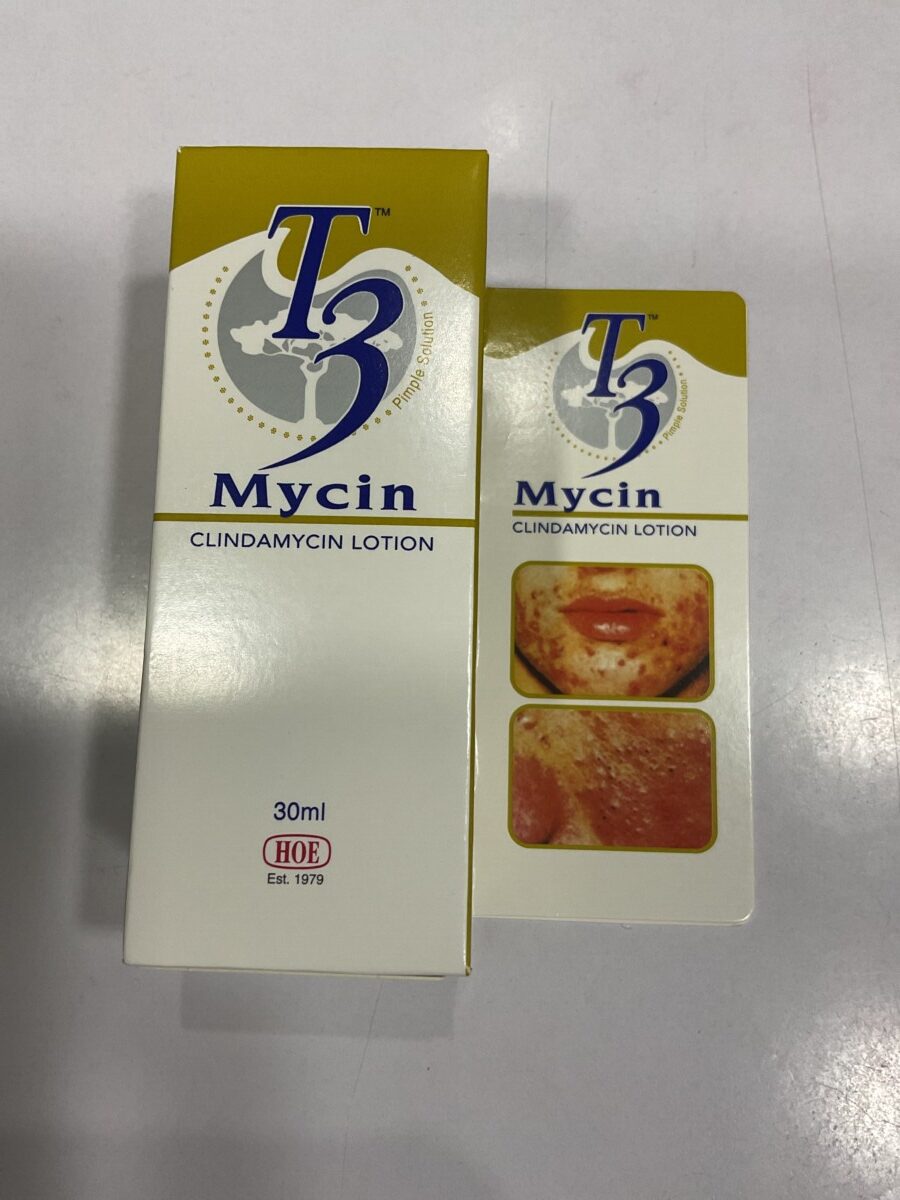 T3™
Pimple Solution
Mycin
CLINDAMYCIN LOTION
30ml
HOE
Est. 1979
T3™
Pimple Solution
Mycin
CLINDAMYCIN LOTION